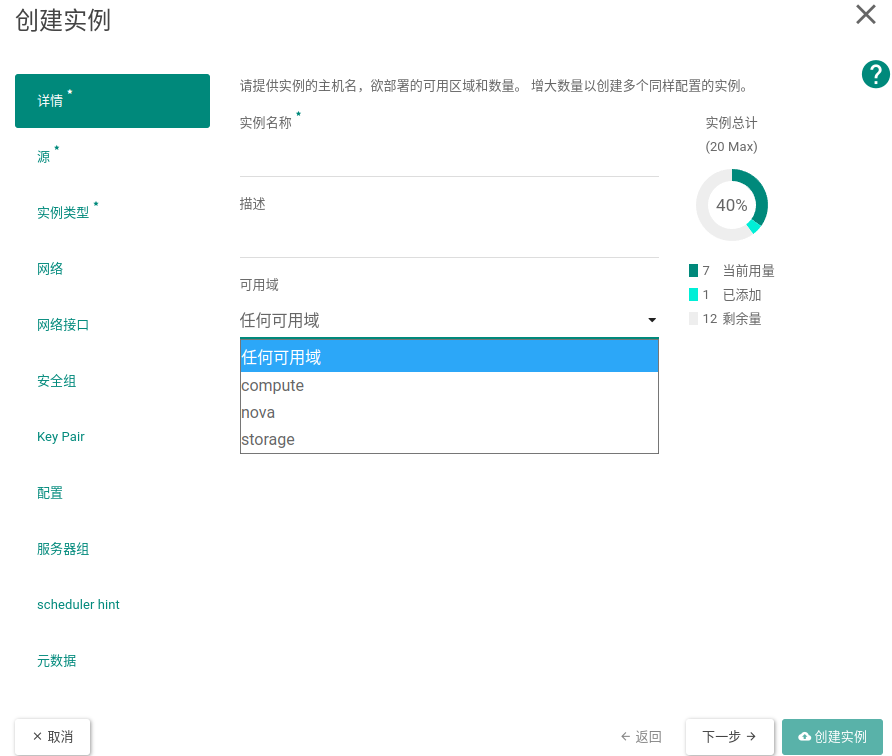 创建实例
详情 *
源 *
实例类型 *
网络
网络接口
安全组
Key Pair
配置
服务器组
scheduler hint
元数据
请提供实例的主机名，欲部署的可用区域和数量。 增大数量以创建多个同样配置的实例。
实例名称 *
描述
可用域
任何可用域
任何可用域
compute
nova
storage
实例总计
(20 Max)
40%
7 当前用量
1 已添加
12 剩余量
?
× 取消
← 返回
下一步 →
创建实例